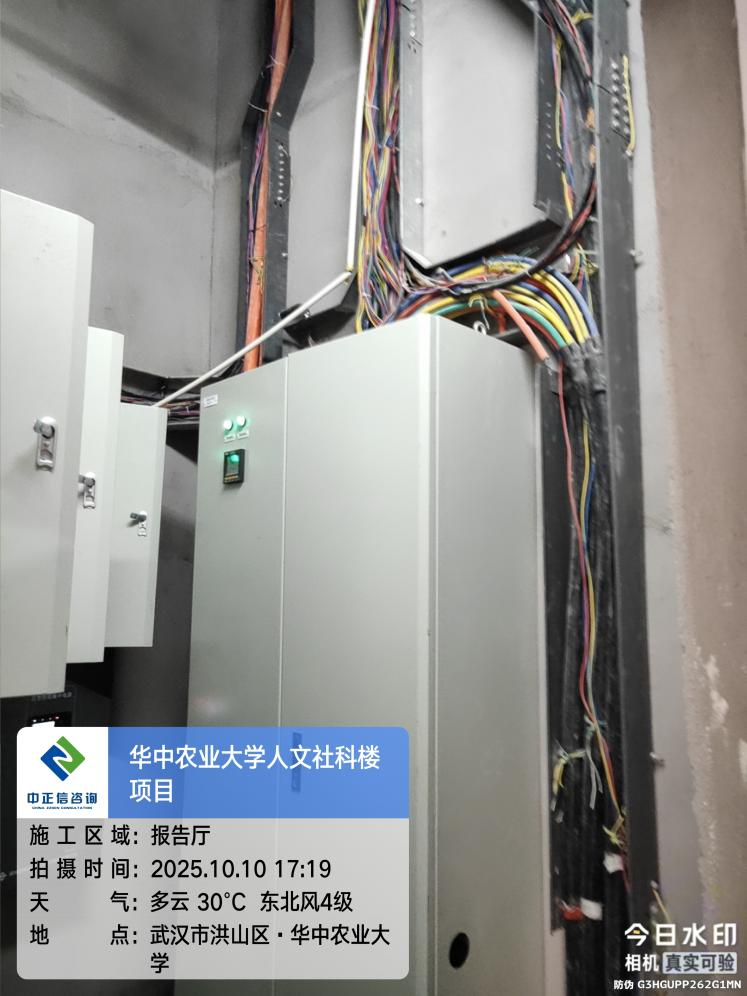 华中农业大学人文社科楼
项目
中正信咨询
施工区域：报告厅
拍摄时间：2025.10.10 17:19
天气：多云 30℃ 东北风4级
地点：武汉市洪山区·华中农业大
学
今日水印
相机 真实可验
防伪 G3HGUPP262G1MN